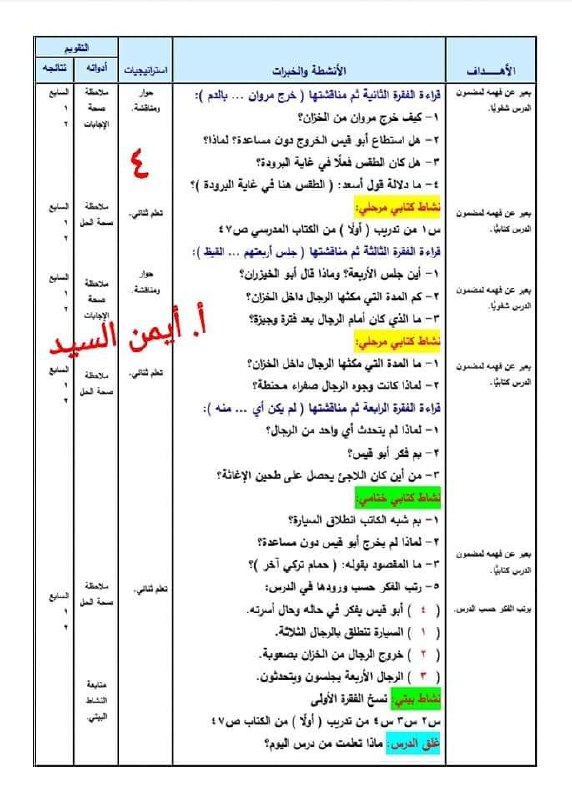 الأهـــداف
الأنشطة والخبرات
استراتيجيات
التقويم
أدواته
نتائجه
يعبر عن فهمه لمضمون
الدرس شفويًا.
قراءة الفقرة الثانية ثم مناقشتها ( خرج مروان ... بالدم ):
حوار
ومناقشة.
ملاحظة
صحة
الإجابات
السابع
١
٢
١- كيف خرج مروان من الخزان؟
٢- هل استطاع أبو قيس الخروج دون مساعدة؟ لماذا؟
٣- هل كان الطقس فعلًا في غاية البرودة؟
٤- ما دلالة قول أسعد: ( الطقس هنا في غاية البرودة )؟
٤
نشاط كتابي مرحلي:
يعبر عن فهمه لمضمون
الدرس كتابيًا.
س١ من تدريب ( أولًا ) من الكتاب المدرسي ص٤٧
تعلم ثنائي.
ملاحظة
صحة الحل
السابع
١
٢
قراءة الفقرة الثالثة ثم مناقشتها ( جلس أربعتهم ... القيظ ):
يعبر عن فهمه لمضمون
الدرس شفويًا.
١- أين جلس الأربعة؟ وماذا قال أبو الخيزران؟
٢- كم المدة التي مكثها الرجال داخل الخزان؟
٣- ما الذي كان أمام الرجال بعد فترة وجيزة؟
حوار
ومناقشة.
ملاحظة
صحة
الإجابات
السابع
١
٢
أ. أيمن السيد
نشاط كتابي مرحلي:
يعبر عن فهمه لمضمون
الدرس كتابيًا.
١- ما المدة التي مكثها الرجال داخل الخزان؟
٢- لماذا كانت وجوه الرجال صفراء محنطة؟
تعلم ثنائي.
ملاحظة
صحة الحل
السابع
١
٢
قراءة الفقرة الرابعة ثم مناقشتها ( لم يكن أي ... منه ):
١- لماذا لم يتحدث أي واحد من الرجال؟
٢- بم فكر أبو قيس؟
٣- من أين كان اللاجئ يحصل على طحين الإغاثة؟
نشاط كتابي ختامي:
١- بم شبه الكاتب انطلاق السيارة؟
٢- لماذا لم يخرج أبو قيس دون مساعدة؟
يعبر عن فهمه لمضمون
الدرس كتابيًا.
٣- ما المقصود بقوله: ( حمام تركي آخر )؟
٥- رتب الفكر حسب ورودها في الدرس:
تعلم ثنائي.
ملاحظة
صحة الحل
السابع
١
٢
يرتب الفكر حسب الدرس.
( ٤ ) أبو قيس يفكر في حاله وحال أسرته.
( ١ ) السيارة تنطلق بالرجال الثلاثة.
( ٢ ) خروج الرجال من الخزان بصعوبة.
( ٣ ) الرجال الأربعة يجلسون ويتحدثون.
نشاط بيتي: نسخ الفقرة الأولى
متابعة
النشاط
البيتي.
س٢ س٣ س٤ من تدريب ( أولًا ) من الكتاب ص٤٧
غلق الدرس: ماذا تعلمت من درس اليوم؟